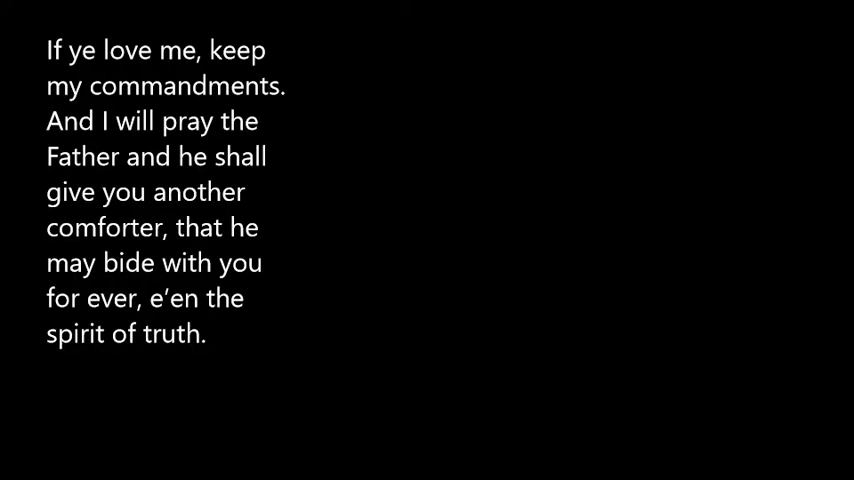 If ye love me, keep
my commandments.
And I will pray the
Father and he shall
give you another
comforter, that he
may bide with you
for ever, e’en the
spirit of truth.